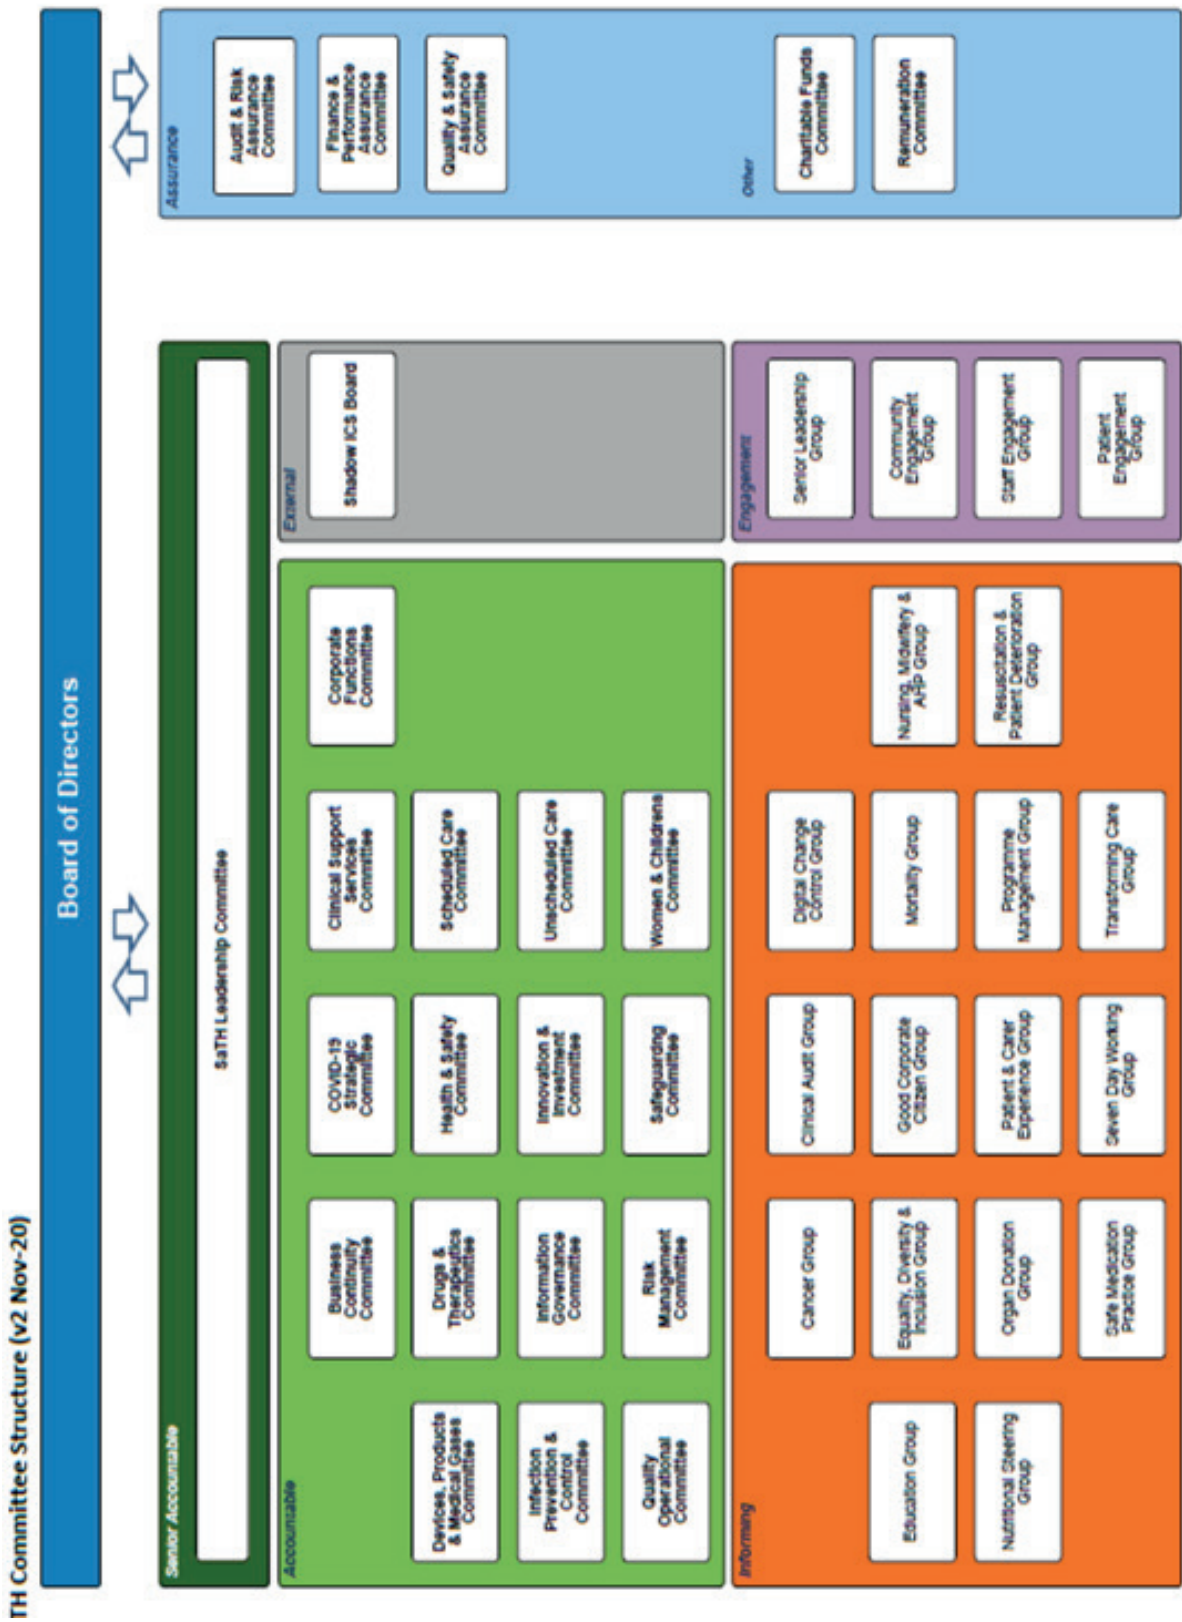 TH Committee Structure (v2 Nov-20)
Board of Directors
Senior Accountable
SaTH Leadership Committee
Accountable
Business
Continuity
Committee
COVID-19
Strategic
Committee
Clinical Support
Services
Committee
Corporate
Functions
Committee
Devices, Products
& Medical Gases
Committee
Drugs &
Therapeutics
Committee
Health & Safety
Committee
Scheduled Care
Committee
Infection
Prevention &
Control
Committee
Information
Governance
Committee
Innovation &
Investment
Committee
Unscheduled Care
Committee
Quality
Operational
Committee
Risk
Management
Committee
Safeguarding
Committee
Women & Childrens
Committee
External
Shadow ICS Board
Informing
Cancer Group
Clinical Audit Group
Digital Change
Control Group
Education Group
Equality, Diversity &
Inclusion Group
Good Corporate
Citizen Group
Mortality Group
Nursing, Midwifery &
AHP Group
Nutritional Steering
Group
Organ Donation
Group
Patient & Carer
Experience Group
Programme
Management Group
Resuscitation &
Patient Deterioration
Group
Safe Medication
Practice Group
Seven Day Working
Group
Transforming Care
Group
Engagement
Senior Leadership
Group
Community
Engagement
Group
Staff Engagement
Group
Patient
Engagement
Group
Assurance
Audit & Risk
Assurance
Committee
Finance &
Performance
Assurance
Committee
Quality & Safety
Assurance
Committee
Other
Charitable Funds
Committee
Remuneration
Committee